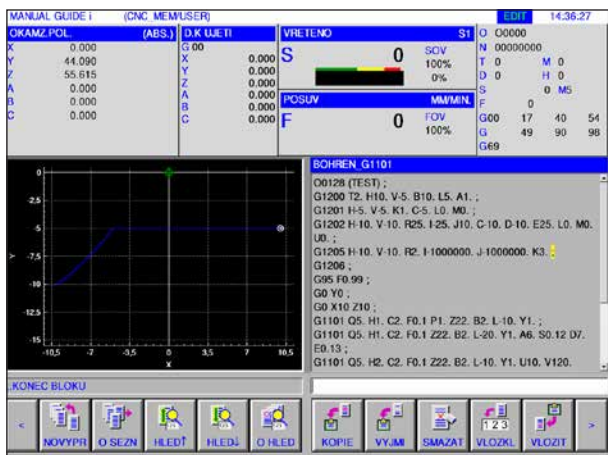 MANUAL GUIDE i (CNC_MEM/USER) EDIT 14:36:27
OKAMZ.POL. (ABS.) D.K UJETI VRETENO S1 O O0000
X 0.000 G 00 N 00000000
Y 44.090 X 0.000 S 0 SOV T 0 M 0
Z 55.615 Y 0.000 100% D 0 H 0
A 0.000 Z 0.000 0% S 0 M5
B 0.000 A 0.000 POSUV MM/MIN. F 0
C 0.000 B 0.000 F 0 FOV G00 17 40 54
C 0.000 100% G 49 90 98
G69
BOHREN_G1101
O0128 (TEST) ;
G1200 T2. H10. V-5. B10. L5. A1. ;
G1201 H-5. V-5. K1. C-5. L0. M0. ;
G1202 H-10. V-10. R25. I-25. J10. C-10. D-10. E25. L0. M0.
U0. ;
G1205 H-10. V-10. R2. I-1000000. J-1000000. K3. ;
G1206 ;
G95 F0.99 ;
G0 Y0 ;
G0 X10 Z10 ;
G1101 Q5. H1. C2. F0.1 P1. Z22. B2. L-10. Y1. ;
G1101 Q5. H1. C2. F0.1 Z22. B2. L-20. Y1. A6. S0.12 D7.
E0.13 ;
G1101 Q5. H2. C2. F0.1 Z22. B2. L-10. Y1. U10. V120.
0
-2,5
-5
Y -7,5
-10
-12,5
-15
-10,5 -7 -3,5 0 3,5 7 10,5
X
.:KONEC BLOKU
< NOVYPR O SEZN HLED↑ HLED↓ O HLED KOPIE VYJMI SMAZAT VLOZKL VLOZIT >
1 2 3